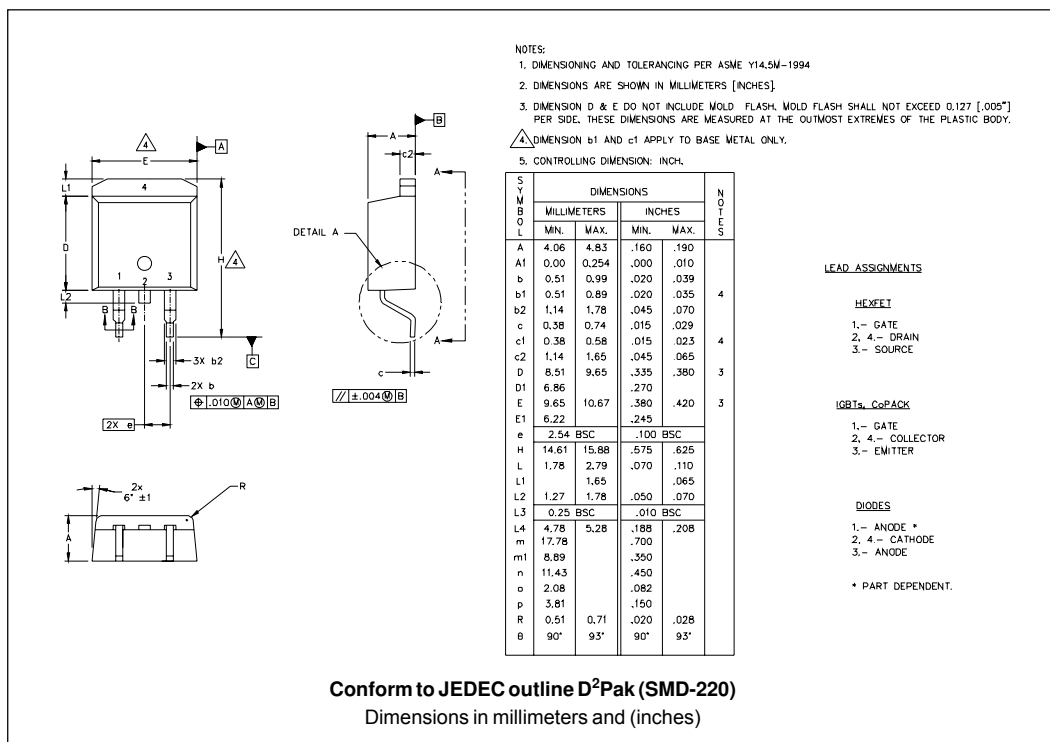 NOTES:
1. DIMENSIONING AND TOLERANCING PER ASME Y14.5M-1994
2. DIMENSIONS ARE SHOWN IN MILLIMETERS [INCHES].
3. DIMENSION D & E DO NOT INCLUDE MOLD FLASH. MOLD FLASH SHALL NOT EXCEED 0.127 [.005"]
PER SIDE. THESE DIMENSIONS ARE MEASURED AT THE OUTMOST EXTREMES OF THE PLASTIC BODY.
4. DIMENSION b1 AND c1 APPLY TO BASE METAL ONLY.
5. CONTROLLING DIMENSION: INCH.
4
E
A
L1
4
D
H 4
1 2 3
L2
B B
C
3X b2
2X b
⌖ .010Ⓜ AⓂ B
2X e
A
B
c2
A
DETAIL A
A
c
// ±.004Ⓜ B
2x
6° ±1
R
A
SYMBOL DIMENSIONS NOTES
MILLIMETERS INCHES
MIN. MAX. MIN. MAX.
A 4.06 4.83 .160 .190
A1 0.00 0.254 .000 .010
b 0.51 0.99 .020 .039
b1 0.51 0.89 .020 .035 4
b2 1.14 1.78 .045 .070
c 0.38 0.74 .015 .029
c1 0.38 0.58 .015 .023 4
c2 1.14 1.65 .045 .065
D 8.51 9.65 .335 .380 3
D1 6.86 .270
E 9.65 10.67 .380 .420 3
E1 6.22 .245
e 2.54 BSC .100 BSC
H 14.61 15.88 .575 .625
L 1.78 2.79 .070 .110
L1 1.65 .065
L2 1.27 1.78 .050 .070
L3 0.25 BSC .010 BSC
L4 4.78 5.28 .188 .208
m 17.78 .700
m1 8.89 .350
n 11.43 .450
o 2.08 .082
p 3.81 .150
R 0.51 0.71 .020 .028
θ 90° 93° 90° 93°
LEAD ASSIGNMENTS
HEXFET
1.- GATE
2, 4.- DRAIN
3.- SOURCE
IGBTs, CoPACK
1.- GATE
2, 4.- COLLECTOR
3.- EMITTER
DIODES
1.- ANODE *
2, 4.- CATHODE
3.- ANODE
* PART DEPENDENT.
Conform to JEDEC outline D²Pak (SMD-220)
Dimensions in millimeters and (inches)